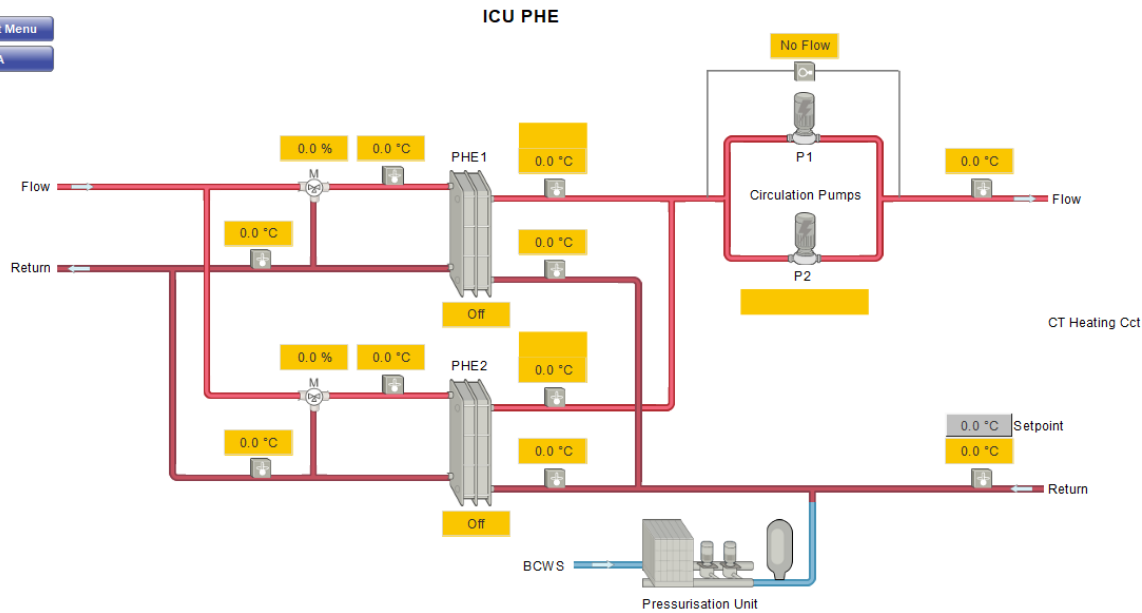 ICU PHE
t Menu
A
No Flow
0.0 %
0.0 °C
PHE1
0.0 °C
P1
0.0 °C
M
Flow
Circulation Pumps
Flow
0.0 °C
0.0 °C
Return
P2
Off
CT Heating Cct
0.0 %
0.0 °C
PHE2
0.0 °C
M
0.0 °C Setpoint
0.0 °C
0.0 °C
0.0 °C
Return
Off
BCWS
Pressurisation Unit